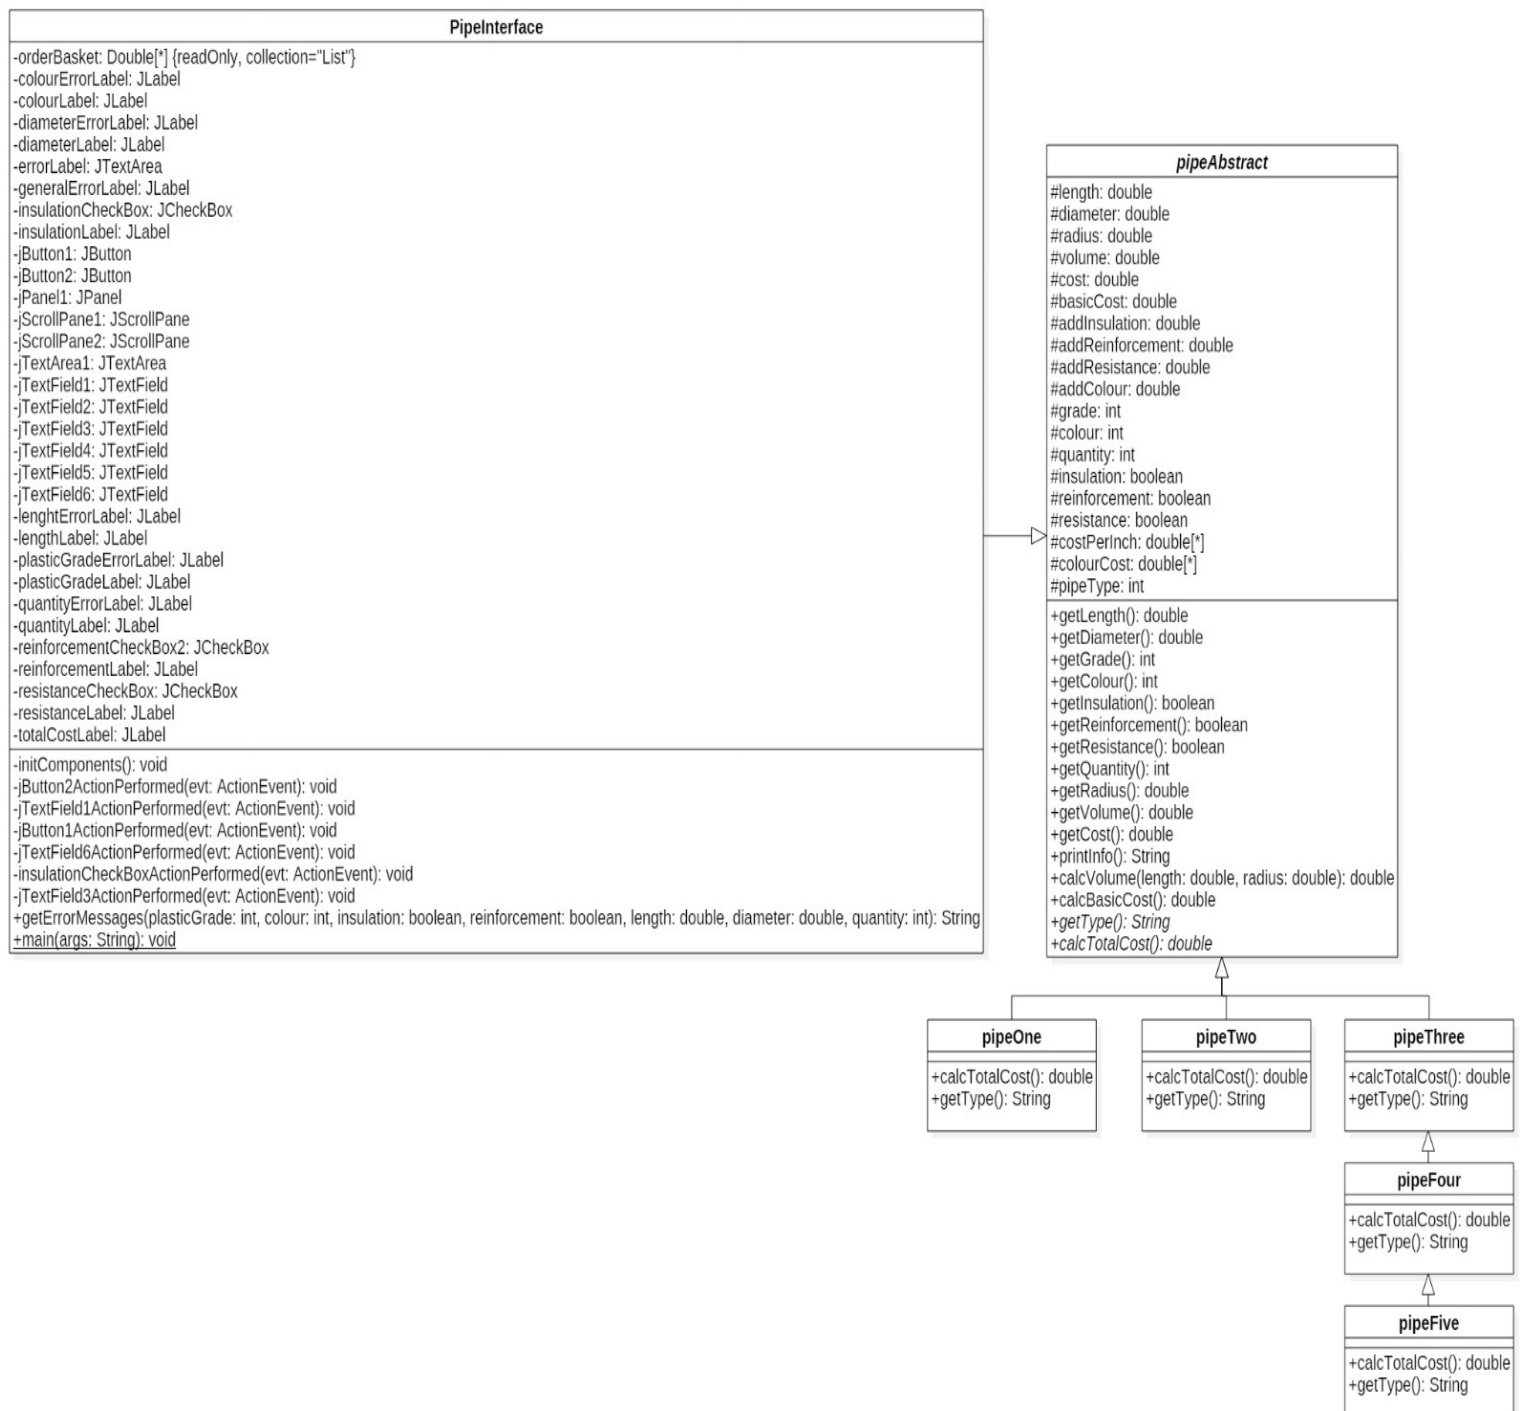 PipeInterface
-orderBasket: Double[*] {readOnly, collection="List"}
-colourErrorLabel: JLabel
-colourLabel: JLabel
-diameterErrorLabel: JLabel
-diameterLabel: JLabel
-errorLabel: JTextArea
-generalErrorLabel: JLabel
-insulationCheckBox: JCheckBox
-insulationLabel: JLabel
-jButton1: JButton
-jButton2: JButton
-jPanel1: JPanel
-jScrollPane1: JScrollPane
-jScrollPane2: JScrollPane
-jTextArea1: JTextArea
-jTextField1: JTextField
-jTextField2: JTextField
-jTextField3: JTextField
-jTextField4: JTextField
-jTextField5: JTextField
-jTextField6: JTextField
-lenghtErrorLabel: JLabel
-lengthLabel: JLabel
-plasticGradeErrorLabel: JLabel
-plasticGradeLabel: JLabel
-quantityErrorLabel: JLabel
-quantityLabel: JLabel
-reinforcementCheckBox2: JCheckBox
-reinforcementLabel: JLabel
-resistanceCheckBox: JCheckBox
-resistanceLabel: JLabel
-totalCostLabel: JLabel
-initComponents(): void
-jButton2ActionPerformed(evt: ActionEvent): void
-jTextField1ActionPerformed(evt: ActionEvent): void
-jButton1ActionPerformed(evt: ActionEvent): void
-jTextField6ActionPerformed(evt: ActionEvent): void
-insulationCheckBoxActionPerformed(evt: ActionEvent): void
-jTextField3ActionPerformed(evt: ActionEvent): void
+getErrorMessages(plasticGrade: int, colour: int, insulation: boolean, reinforcement: boolean, length: double, diameter: double, quantity: int): String
+main(args: String): void
pipeAbstract
#length: double
#diameter: double
#radius: double
#volume: double
#cost: double
#basicCost: double
#addInsulation: double
#addReinforcement: double
#addResistance: double
#addColour: double
#grade: int
#colour: int
#quantity: int
#insulation: boolean
#reinforcement: boolean
#resistance: boolean
#costPerInch: double[*]
#colourCost: double[*]
#pipeType: int
+getLength(): double
+getDiameter(): double
+getGrade(): int
+getColour(): int
+getInsulation(): boolean
+getReinforcement(): boolean
+getResistance(): boolean
+getQuantity(): int
+getRadius(): double
+getVolume(): double
+getCost(): double
+printInfo(): String
+calcVolume(length: double, radius: double): double
+calcBasicCost(): double
+getType(): String
+calcTotalCost(): double
pipeOne
+calcTotalCost(): double
+getType(): String
pipeTwo
+calcTotalCost(): double
+getType(): String
pipeThree
+calcTotalCost(): double
+getType(): String
pipeFour
+calcTotalCost(): double
+getType(): String
pipeFive
+calcTotalCost(): double
+getType(): String